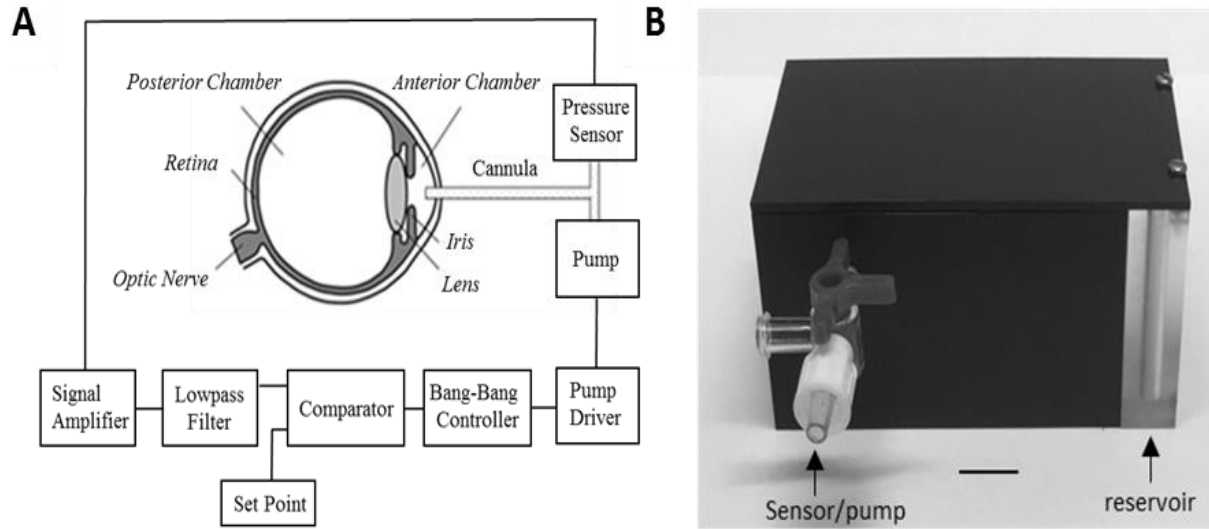 A
Posterior Chamber
Anterior Chamber
Pressure
Sensor
Retina
Cannula
Iris
Pump
Optic Nerve
Lens
Signal
Amplifier
Lowpass
Filter
Comparator
Bang-Bang
Controller
Pump
Driver
Set Point
B
Sensor/pump
reservoir